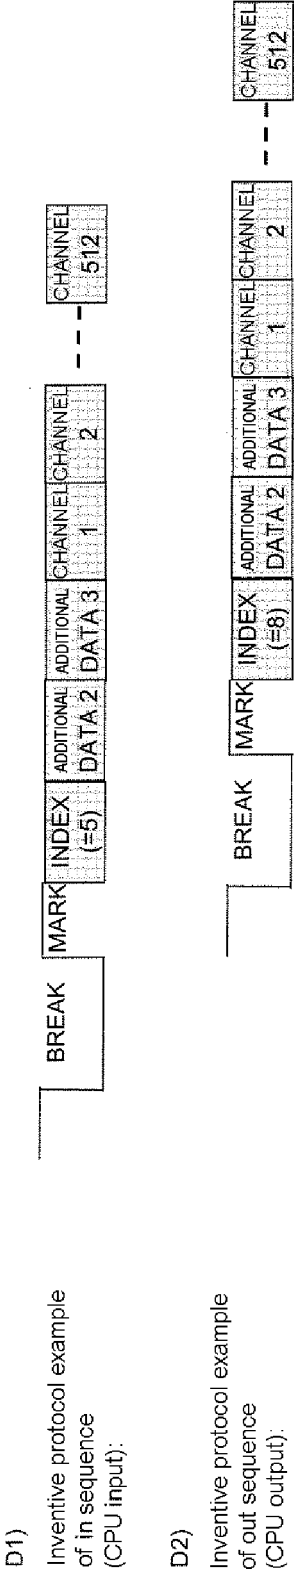 D1)
Inventive protocol example
of in sequence
(CPU input):
BREAK
MARK
INDEX
(=5)
ADDITIONAL
DATA 2
ADDITIONAL
DATA 3
CHANNEL
1
CHANNEL
2
CHANNEL
512
D2)
Inventive protocol example
of out sequence
(CPU output):
BREAK
MARK
INDEX
(=8)
ADDITIONAL
DATA 2
ADDITIONAL
DATA 3
CHANNEL
1
CHANNEL
2
CHANNEL
512